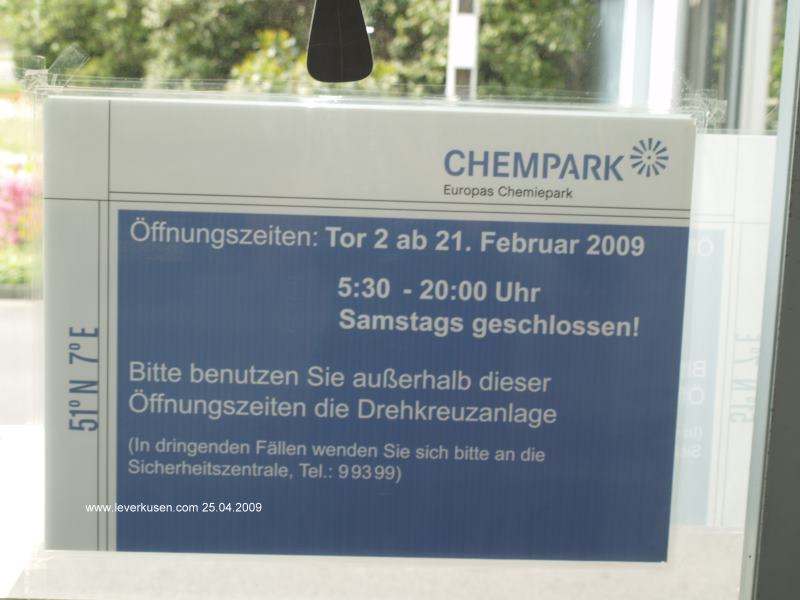 CHEMPARK
Europas Chemiepark
Öffnungszeiten: Tor 2 ab 21. Februar 2009
5:30 - 20:00 Uhr
Samstags geschlossen!
Bitte benutzen Sie außerhalb dieser
Öffnungszeiten die Drehkreuzanlage
(In dringenden Fällen wenden Sie sich bitte an die
Sicherheitszentrale, Tel.: 99399)
51° N 7° E
www.leverkusen.com 25.04.2009